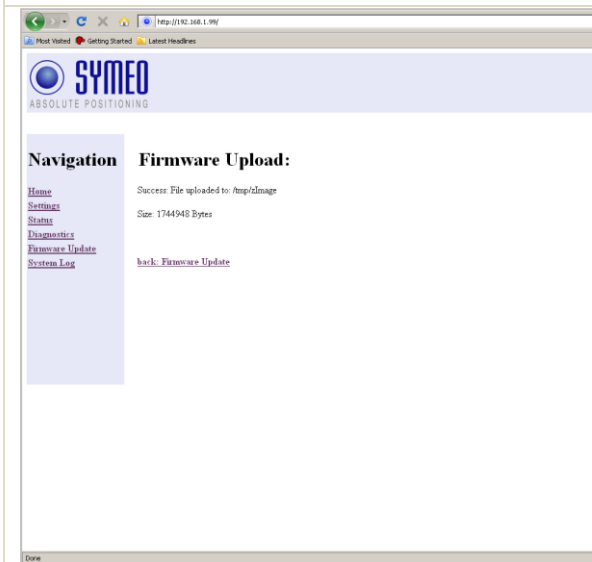 http://192.168.1.99/
Most Visited Getting Started Latest Headlines
SYMEO
ABSOLUTE POSITIONING
Navigation
Home
Settings
Status
Diagnostics
Firmware Update
System Log
Firmware Upload:
Success: File uploaded to: /tmp/zImage
Size: 1744948 Bytes
back: Firmware Update
Done